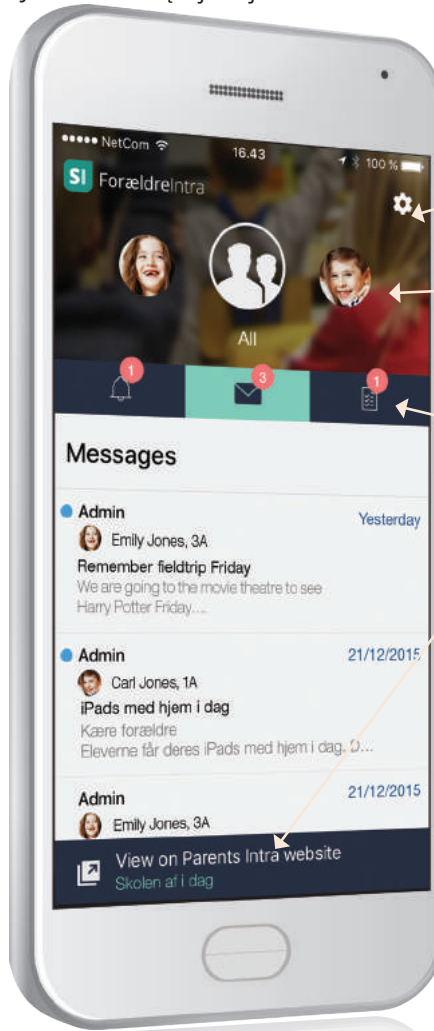 NetCom
16.43
100 %
SI ForældreIntra
All
1
3
1
Messages
Admin
Yesterday
Emily Jones, 3A
Remember fieldtrip Friday
We are going to the movie theatre to see
Harry Potter Friday....
Admin
21/12/2015
Carl Jones, 1A
iPads med hjem i dag
Kære forældre
Eleverne får deres iPads med hjem i dag. D...
Admin
21/12/2015
Emily Jones, 3A
View on Parents Intra website
Skolen af i dag